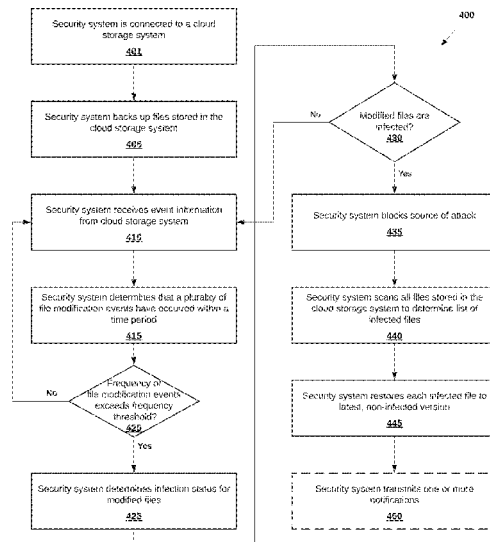 400
Security system is connected to a cloud
storage system
401
Security system backs up files stored in the
cloud storage system
405
Security system receives event information
from cloud storage system
410
Security system determines that a plurality of
file modification events have occurred within a
time period
415
Frequency of
file modification events
exceeds frequency
threshold?
425
No
Yes
Security system determines infection status for
modified files
423
Modified files are
infected?
430
No
Yes
Security system blocks source of attack
435
Security system scans all files stored in the
cloud storage system to determine list of
infected files
440
Security system restores each infected file to
latest, non-infected version
445
Security system transmits one or more
notifications
450